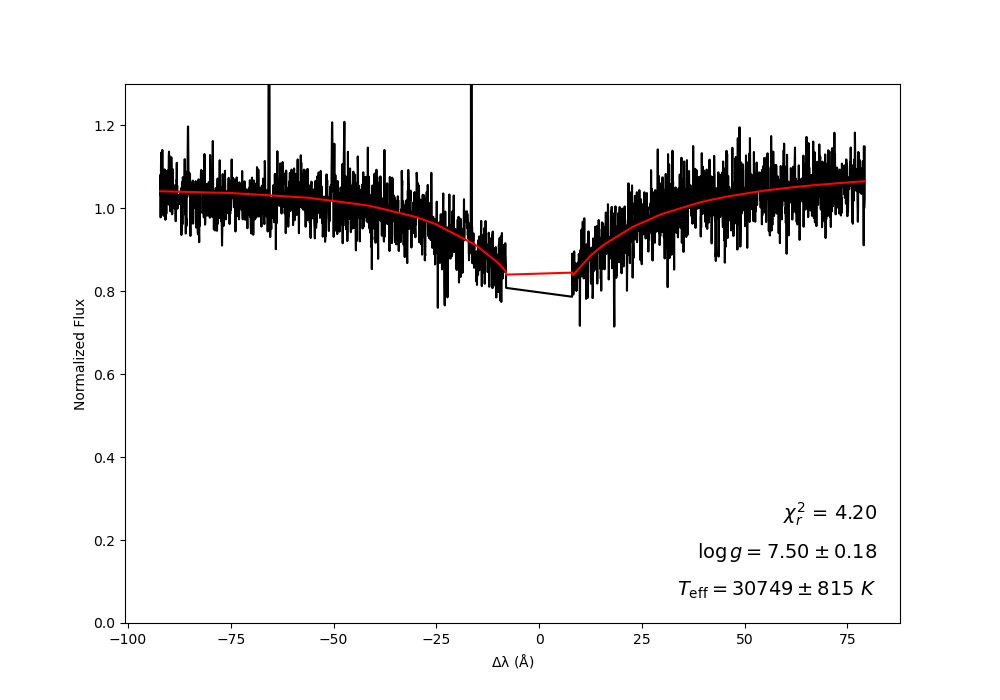 1.2
1.0
0.8
0.6
0.4
0.2
0.0
Normalized Flux
χ²ᵣ = 4.20
log g = 7.50 ± 0.18
T_eff = 30749 ± 815 K
−100 −75 −50 −25 0 25 50 75
Δλ (Å)